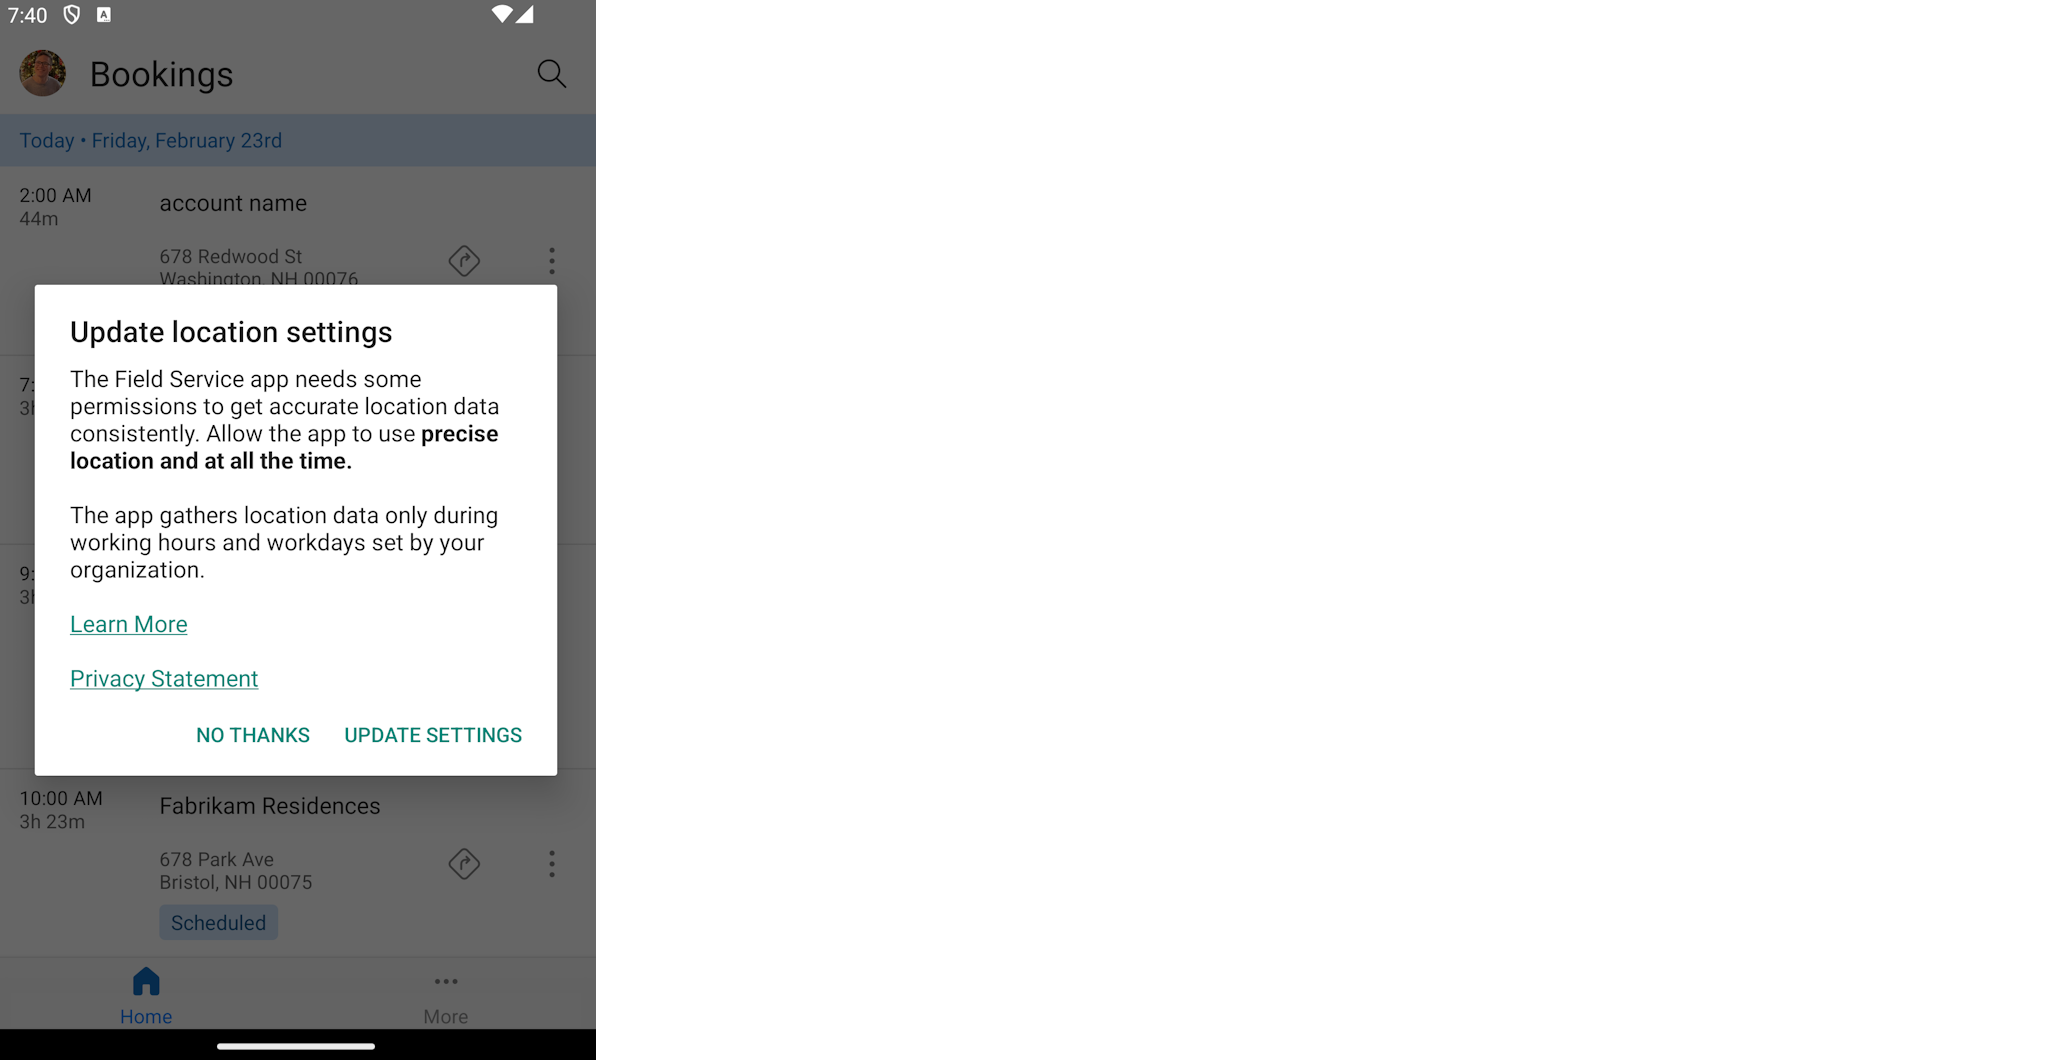 7:40
Bookings
Today • Friday, February 23rd
2:00 AM
44m
account name
678 Redwood St
Washington, NH 00076
7:
3h
9:
3h
Update location settings
The Field Service app needs some
permissions to get accurate location data
consistently. Allow the app to use precise
location and at all the time.
The app gathers location data only during
working hours and workdays set by your
organization.
Learn More
Privacy Statement
NO THANKS UPDATE SETTINGS
10:00 AM
3h 23m
Fabrikam Residences
678 Park Ave
Bristol, NH 00075
Scheduled
Home
More